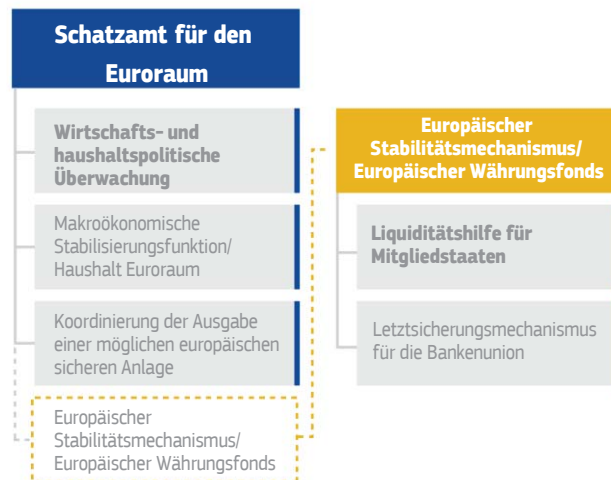 Schatzamt für den
Euroraum
Wirtschafts- und
haushaltspolitische
Überwachung
Makroökonomische
Stabilisierungsfunktion/
Haushalt Euroraum
Koordinierung der Ausgabe
einer möglichen europäischen
sicheren Anlage
Europäischer
Stabilitätsmechanismus/
Europäischer Währungsfonds
Europäischer
Stabilitätsmechanismus/
Europäischer Währungsfonds
Liquiditätshilfe für
Mitgliedstaaten
Letztsicherungsmechanismus
für die Bankenunion